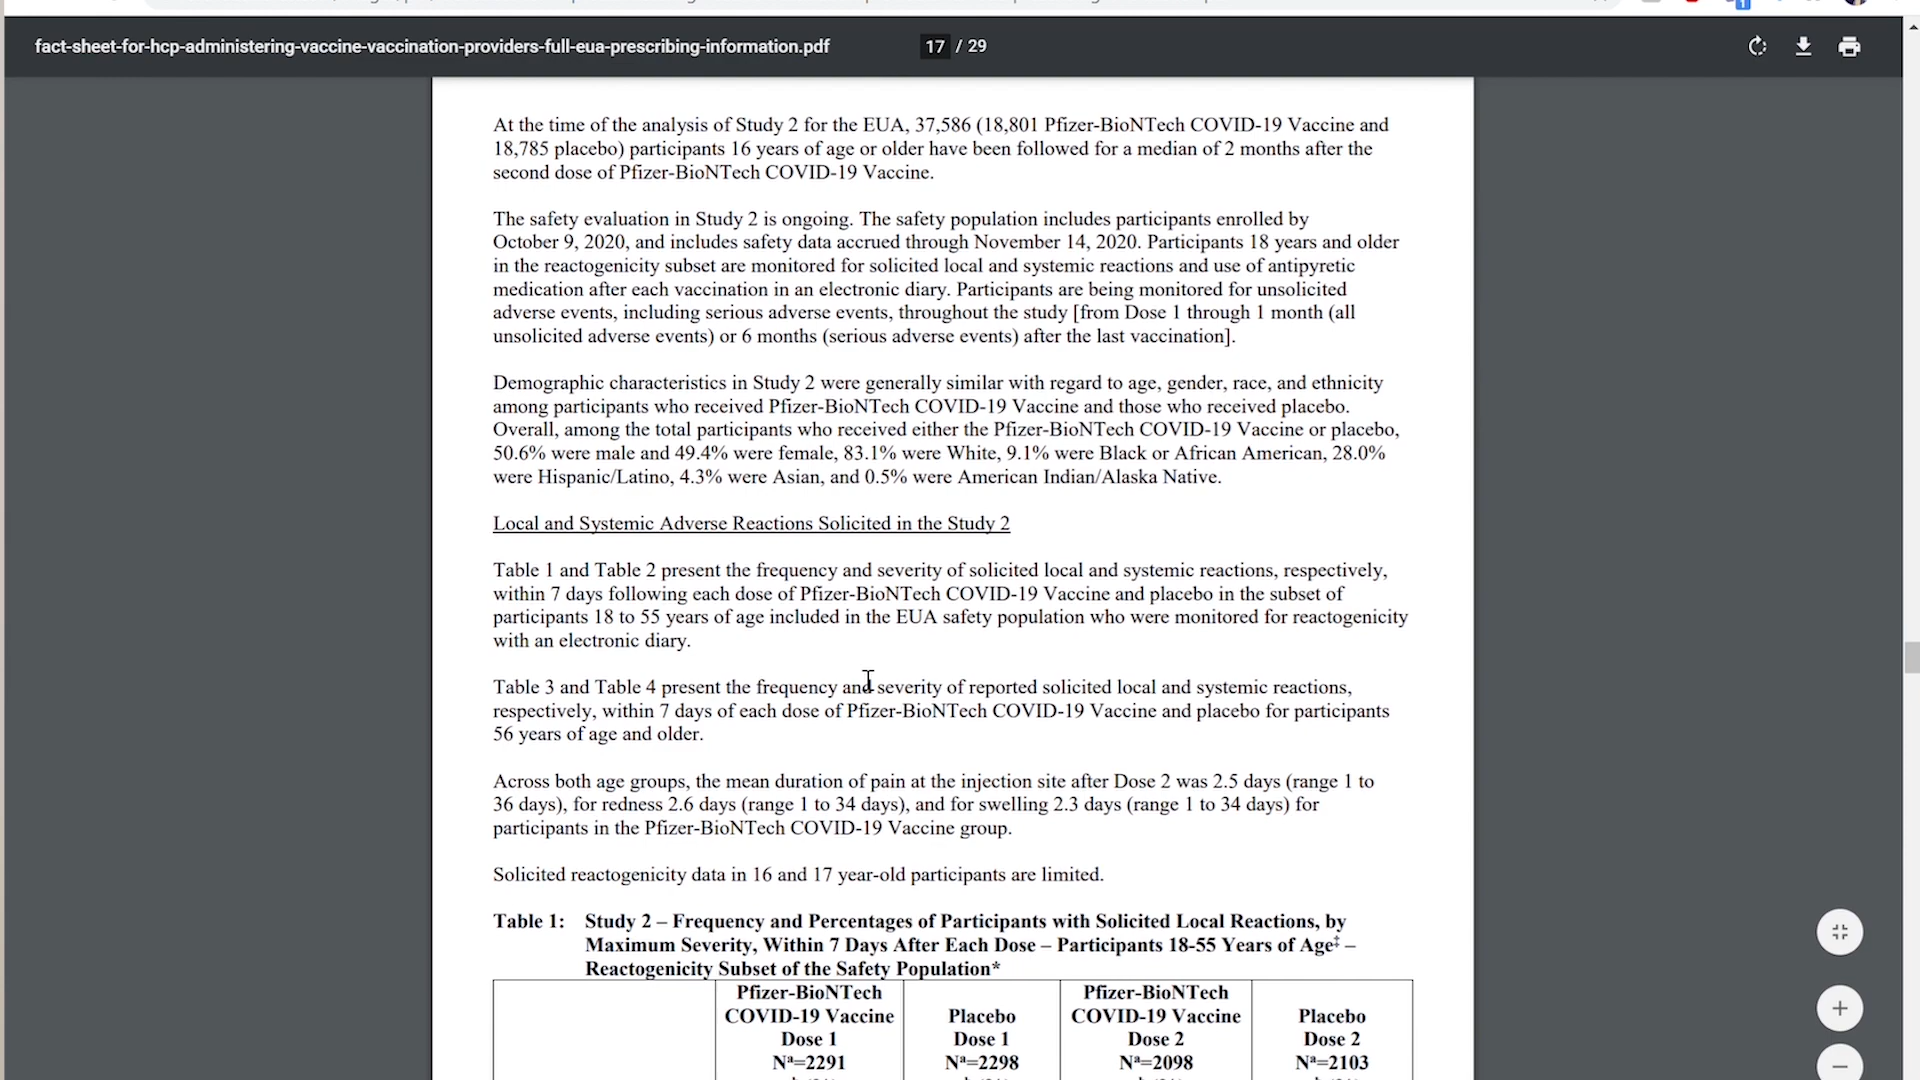 fact-sheet-for-hcp-administering-vaccine-vaccination-providers-full-eua-prescribing-information.pdf
17 / 29
At the time of the analysis of Study 2 for the EUA, 37,586 (18,801 Pfizer-BioNTech COVID-19 Vaccine and
18,785 placebo) participants 16 years of age or older have been followed for a median of 2 months after the
second dose of Pfizer-BioNTech COVID-19 Vaccine.
The safety evaluation in Study 2 is ongoing. The safety population includes participants enrolled by
October 9, 2020, and includes safety data accrued through November 14, 2020. Participants 18 years and older
in the reactogenicity subset are monitored for solicited local and systemic reactions and use of antipyretic
medication after each vaccination in an electronic diary. Participants are being monitored for unsolicited
adverse events, including serious adverse events, throughout the study [from Dose 1 through 1 month (all
unsolicited adverse events) or 6 months (serious adverse events) after the last vaccination].
Demographic characteristics in Study 2 were generally similar with regard to age, gender, race, and ethnicity
among participants who received Pfizer-BioNTech COVID-19 Vaccine and those who received placebo.
Overall, among the total participants who received either the Pfizer-BioNTech COVID-19 Vaccine or placebo,
50.6% were male and 49.4% were female, 83.1% were White, 9.1% were Black or African American, 28.0%
were Hispanic/Latino, 4.3% were Asian, and 0.5% were American Indian/Alaska Native.
Local and Systemic Adverse Reactions Solicited in the Study 2
Table 1 and Table 2 present the frequency and severity of solicited local and systemic reactions, respectively,
within 7 days following each dose of Pfizer-BioNTech COVID-19 Vaccine and placebo in the subset of
participants 18 to 55 years of age included in the EUA safety population who were monitored for reactogenicity
with an electronic diary.
Table 3 and Table 4 present the frequency and severity of reported solicited local and systemic reactions,
respectively, within 7 days of each dose of Pfizer-BioNTech COVID-19 Vaccine and placebo for participants
56 years of age and older.
Across both age groups, the mean duration of pain at the injection site after Dose 2 was 2.5 days (range 1 to
36 days), for redness 2.6 days (range 1 to 34 days), and for swelling 2.3 days (range 1 to 34 days) for
participants in the Pfizer-BioNTech COVID-19 Vaccine group.
Solicited reactogenicity data in 16 and 17 year-old participants are limited.
Table 1: Study 2 – Frequency and Percentages of Participants with Solicited Local Reactions, by
Maximum Severity, Within 7 Days After Each Dose – Participants 18-55 Years of Age‡ –
Reactogenicity Subset of the Safety Population*
Pfizer-BioNTech
COVID-19 Vaccine
Dose 1
Nª=2291
Placebo
Dose 1
Nª=2298
Pfizer-BioNTech
COVID-19 Vaccine
Dose 2
Nª=2098
Placebo
Dose 2
Nª=2103